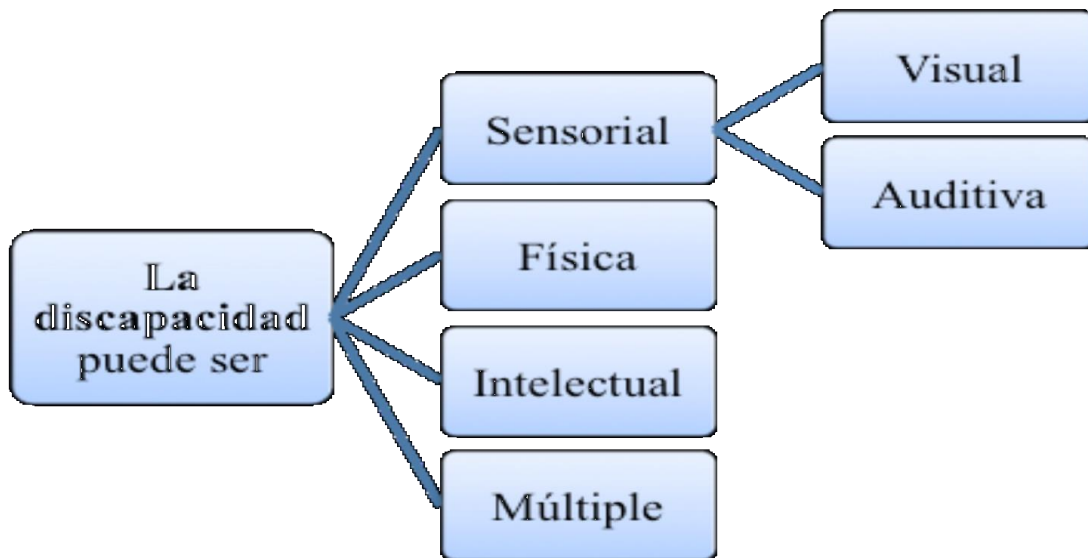 La
discapacidad
puede ser
Sensorial
Visual
Auditiva
Física
Intelectual
Múltiple